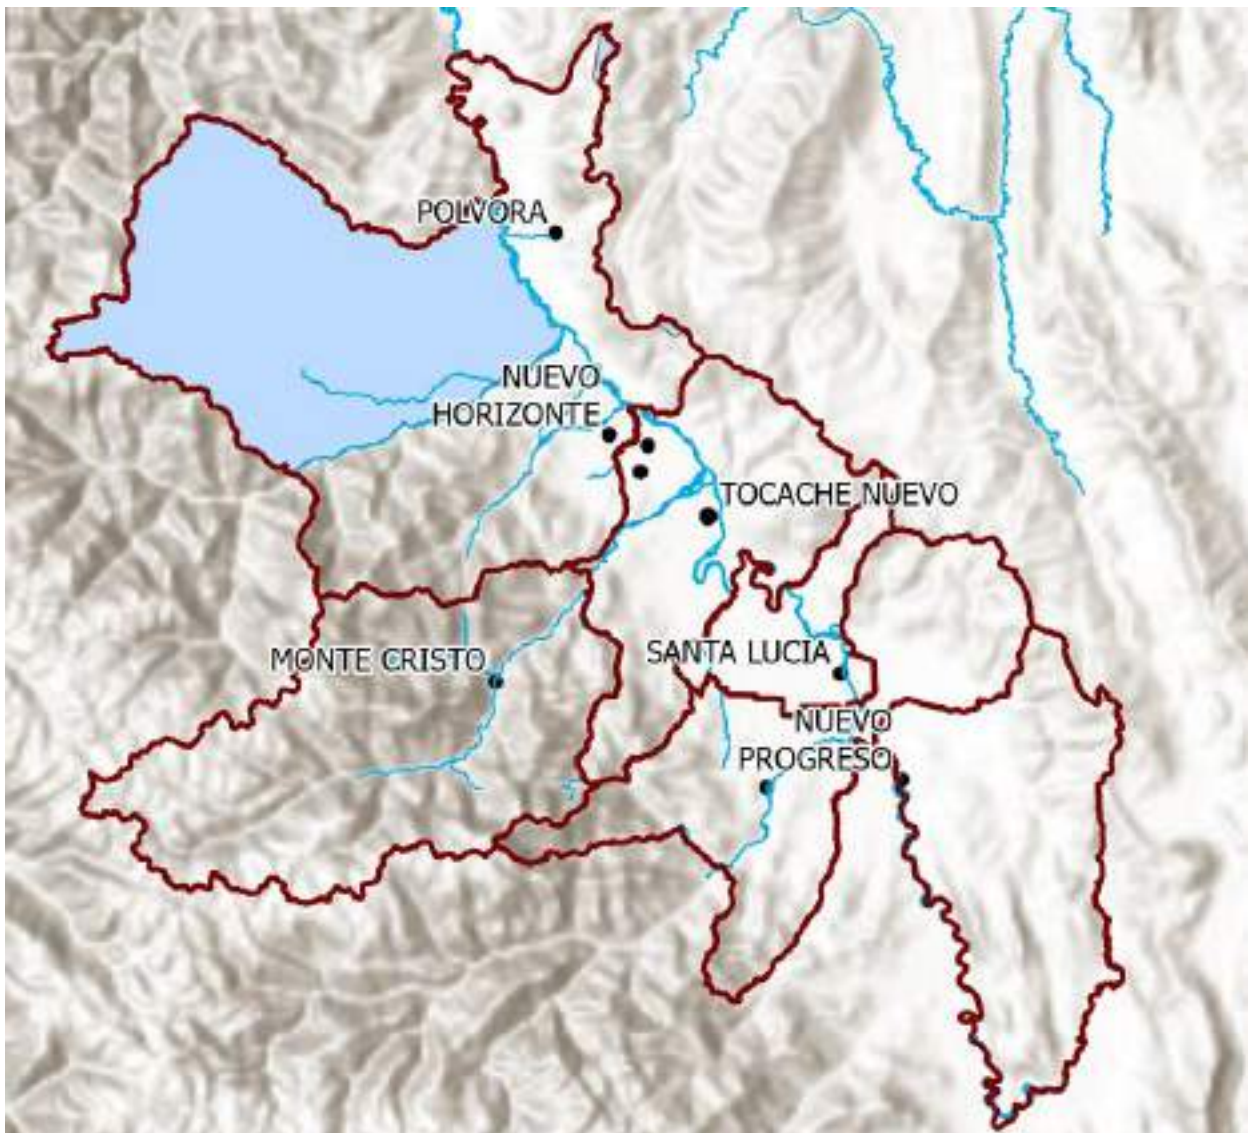 POLVORA
NUEVO
HORIZONTE
TOCACHE NUEVO
MONTE CRISTO
SANTA LUCIA
NUEVO
PROGRESO